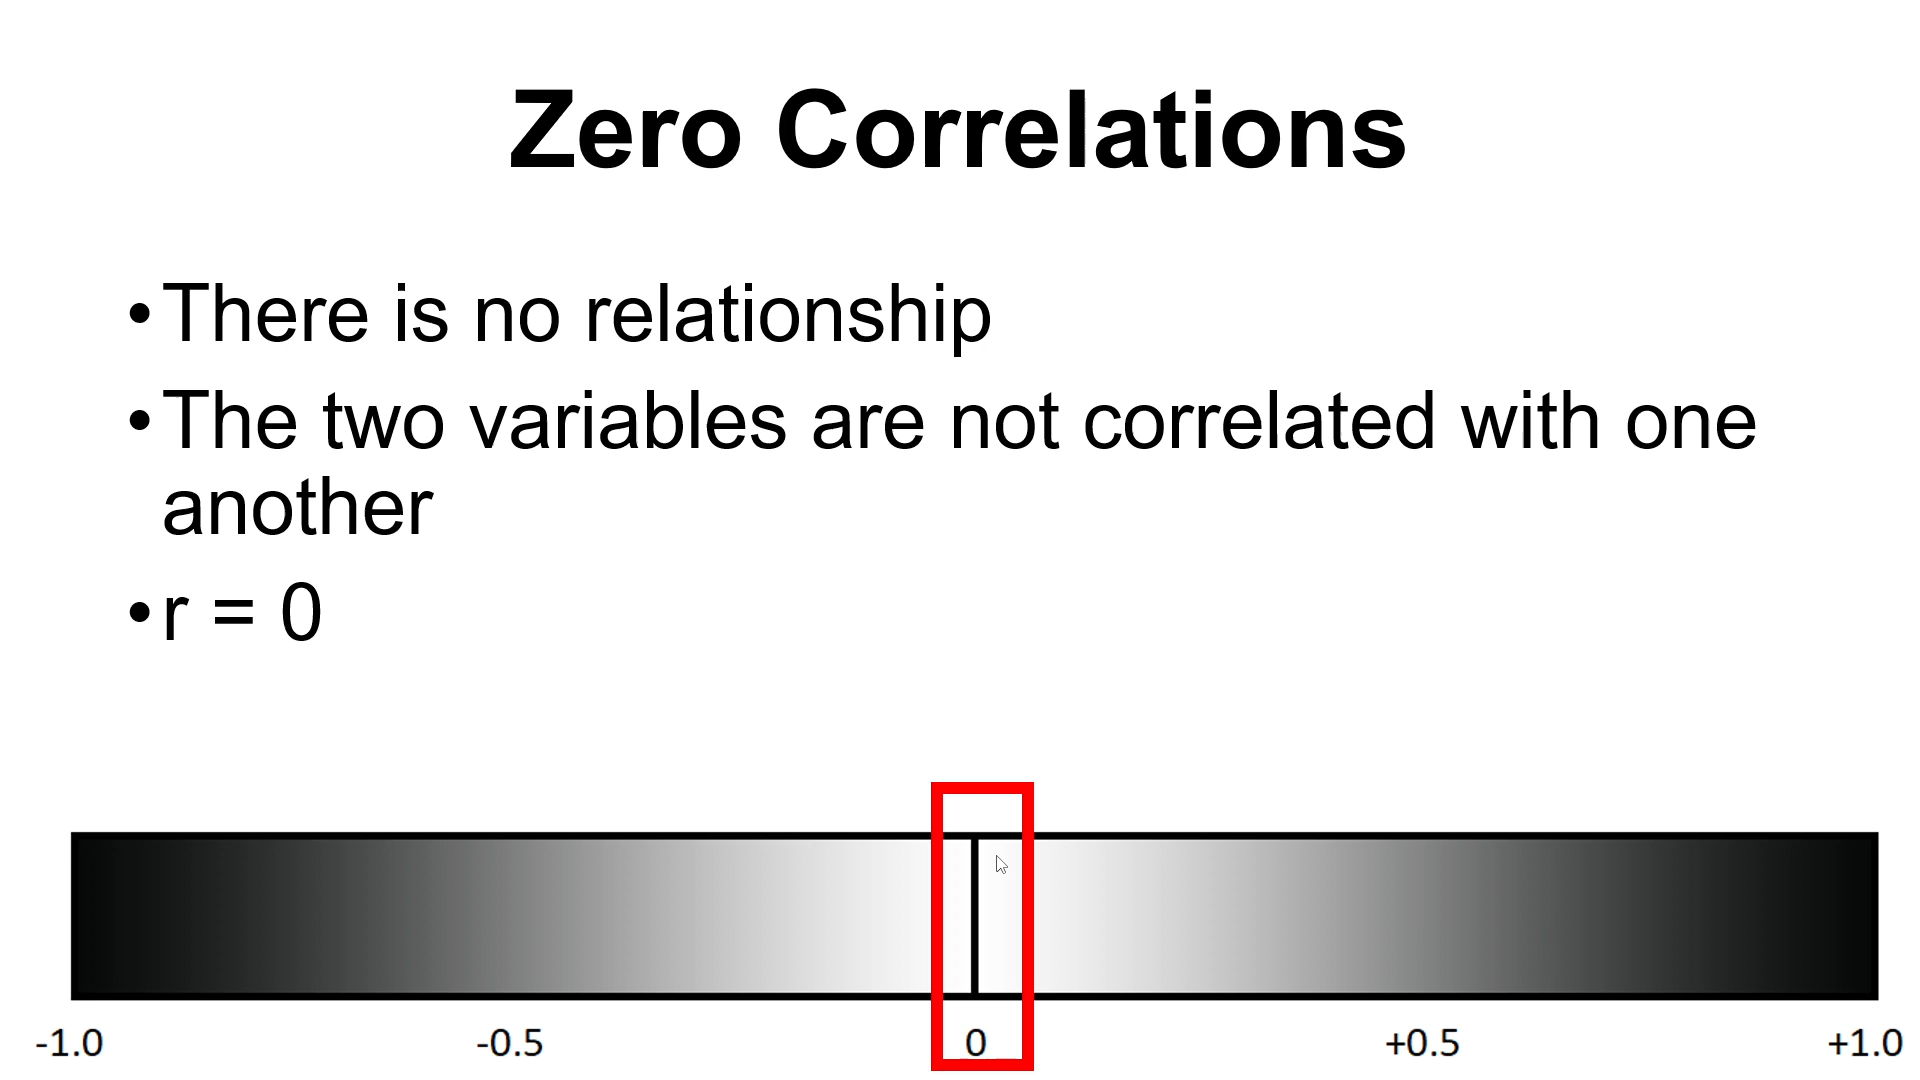 Zero Correlations
•There is no relationship
•The two variables are not correlated with one
another
•r = 0
-1.0 -0.5 0 +0.5 +1.0